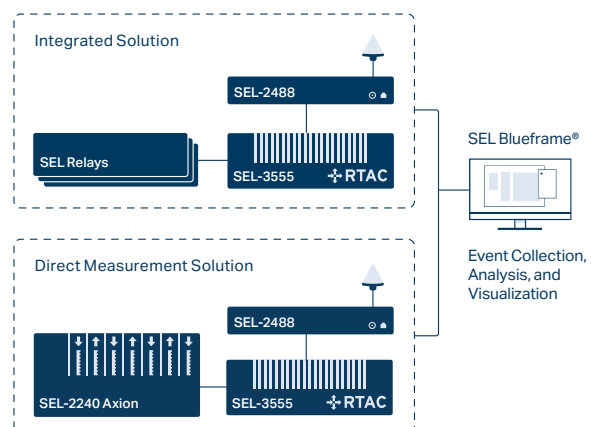 Integrated Solution
SEL-2488
SEL Relays
SEL-3555
RTAC
SEL Blueframe®
Event Collection,
Analysis, and
Visualization
Direct Measurement Solution
SEL-2488
SEL-2240 Axion
SEL-3555
RTAC